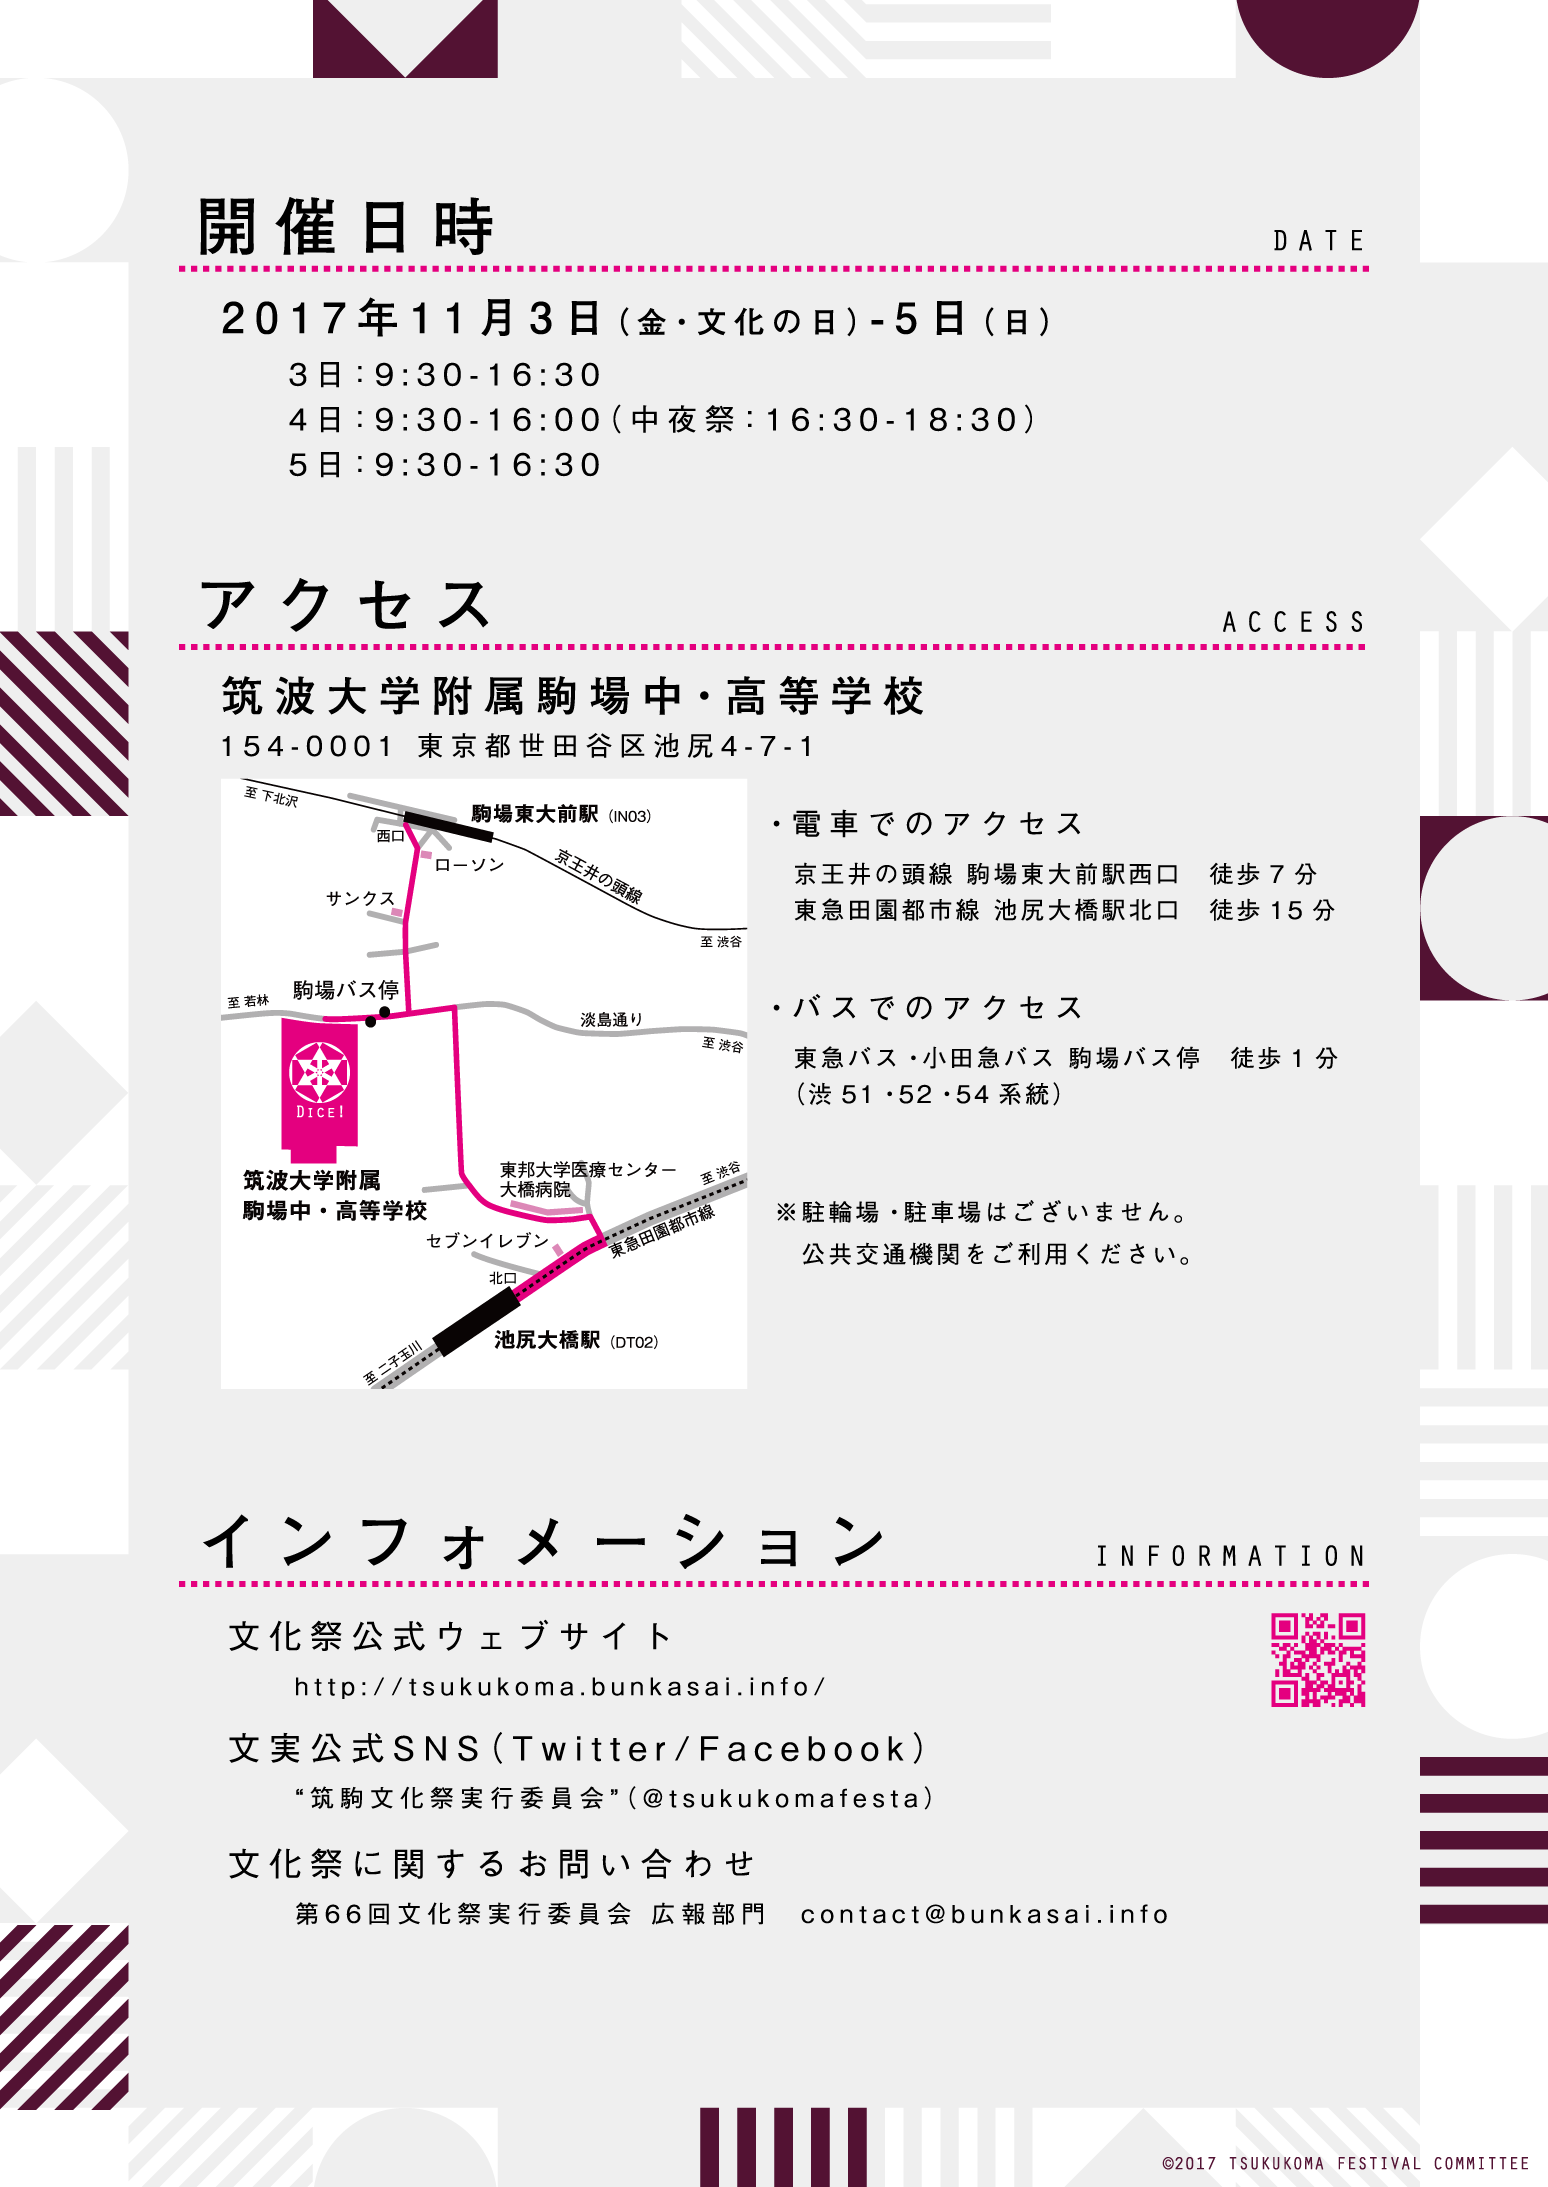 開催日時
DATE
2017年11月3日(金・文化の日)-5日(日)
3日:9:30-16:30
4日:9:30-16:00(中夜祭:16:30-18:30)
5日:9:30-16:30
アクセス
ACCESS
筑波大学附属駒場中・高等学校
154-0001 東京都世田谷区池尻4-7-1
至 下北沢
駒場東大前駅 (IN03)
西口
ローソン
京王井の頭線
サンクス
至 渋谷
駒場バス停
至 若林
淡島通り
至 渋谷
DICE!
筑波大学附属
駒場中・高等学校
東邦大学医療センター
大橋病院
至 渋谷
東急田園都市線
セブンイレブン
北口
池尻大橋駅 (DT02)
至 二子玉川
・電車でのアクセス
京王井の頭線 駒場東大前駅西口 徒歩 7 分
東急田園都市線 池尻大橋駅北口 徒歩 15 分
・バスでのアクセス
東急バス・小田急バス 駒場バス停 徒歩 1 分
(渋 51・52・54 系統)
※駐輪場・駐車場はございません。
公共交通機関をご利用ください。
インフォメーション
INFORMATION
文化祭公式ウェブサイト
http://tsukukoma.bunkasai.info/
文実公式SNS(Twitter/Facebook)
“筑駒文化祭実行委員会”(@tsukukomafesta)
文化祭に関するお問い合わせ
第66回文化祭実行委員会 広報部門 contact@bunkasai.info
©2017 TSUKUKOMA FESTIVAL COMMITTEE